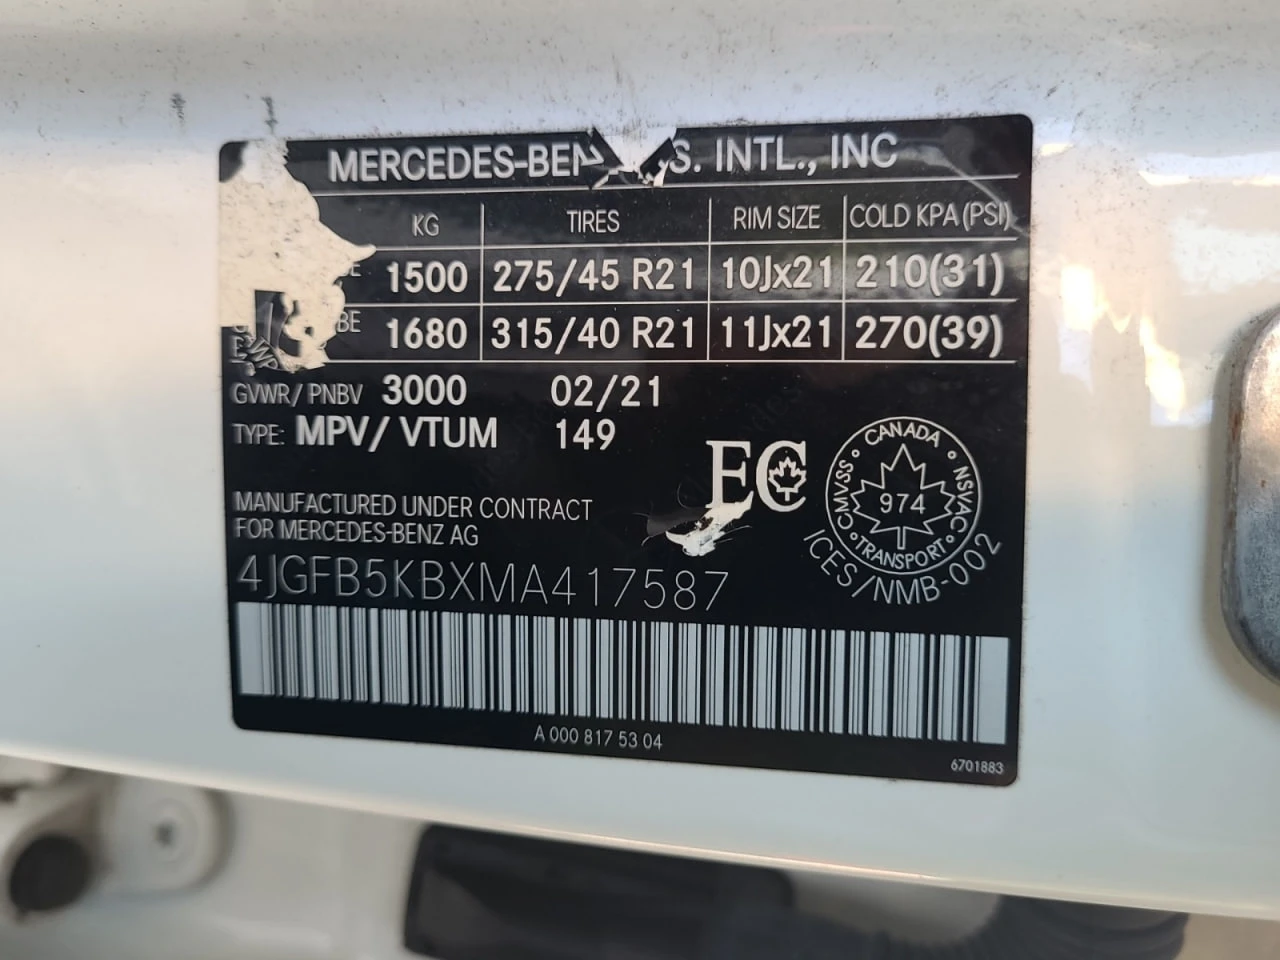 MERCEDES-BEN S. INTL., INC
KG TIRES RIM SIZE COLD KPA (PSI)
1500 275/45 R21 10Jx21 210(31)
BE 1680 315/40 R21 11Jx21 270(39)
GVWR/PNBV 3000 02/21
TYPE: MPV/VTUM 149
EC
CANADA
CMVSS 974 NSVAC
TRANSPORT
ICES/NMB-002
MANUFACTURED UNDER CONTRACT
FOR MERCEDES-BENZ AG
4JGFB5KBXMA417587
A 000 817 53 04
6701883